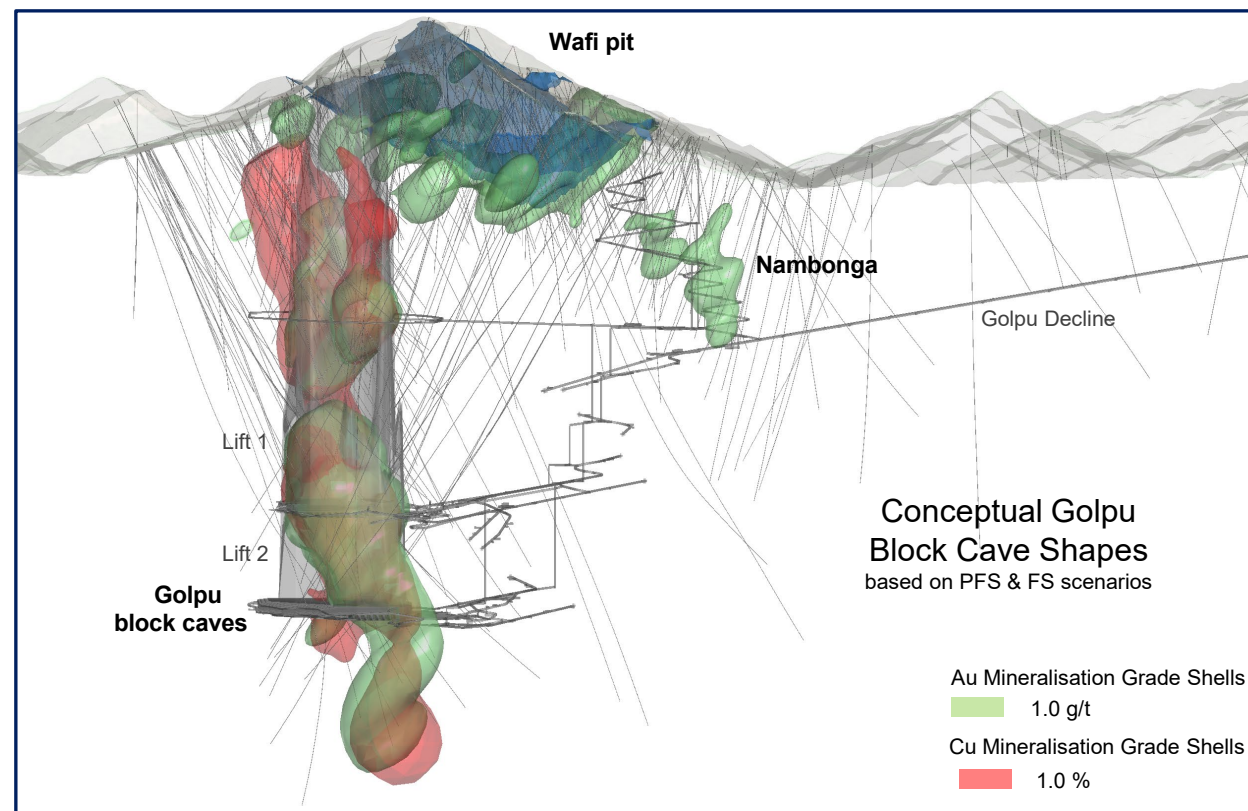 Wafi pit
Nambonga
Golpu Decline
Lift 1
Lift 2
Golpu
block caves
Conceptual Golpu
Block Cave Shapes
based on PFS & FS scenarios
Au Mineralisation Grade Shells
1.0 g/t
Cu Mineralisation Grade Shells
1.0 %